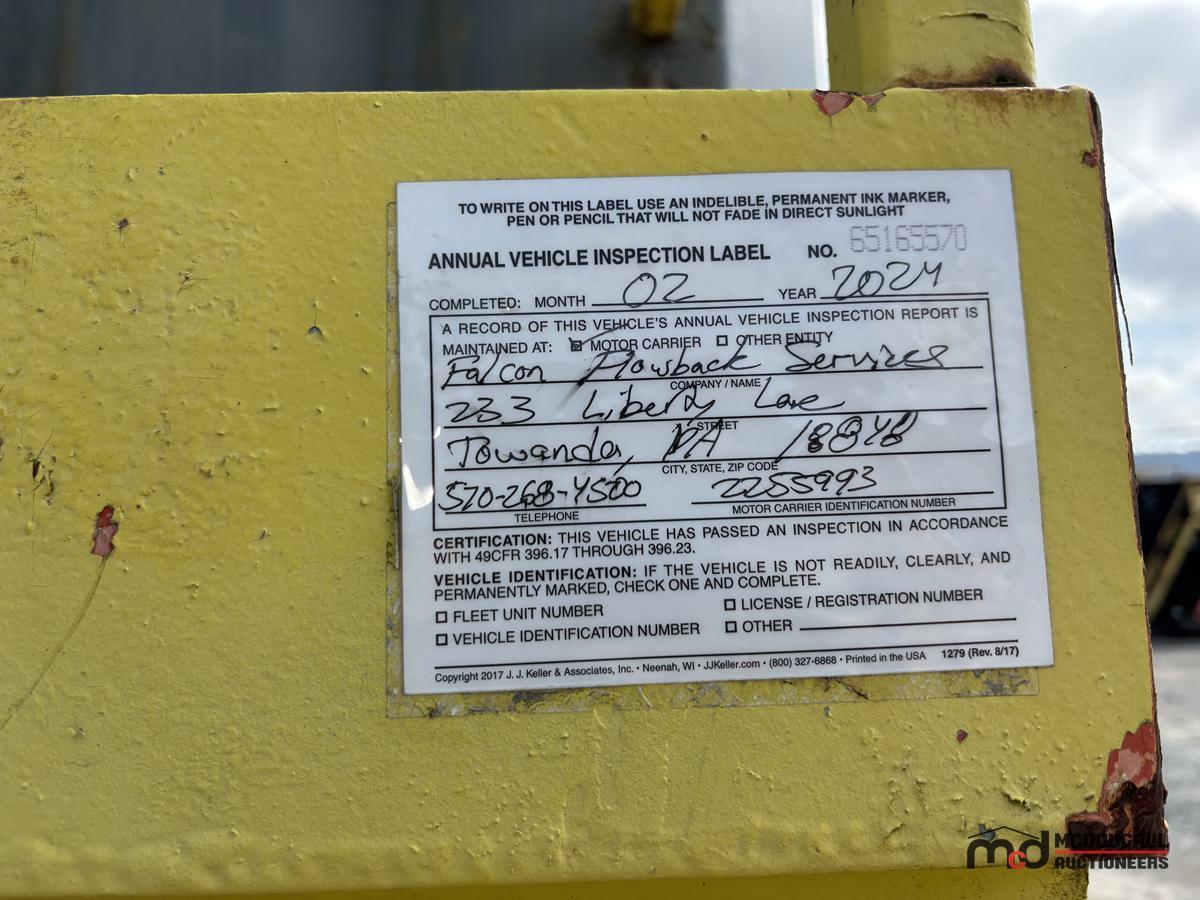 TO WRITE ON THIS LABEL USE AN INDELIBLE, PERMANENT INK MARKER,
PEN OR PENCIL THAT WILL NOT FADE IN DIRECT SUNLIGHT
ANNUAL VEHICLE INSPECTION LABEL NO. 65165570
COMPLETED: MONTH 02 YEAR 2024
A RECORD OF THIS VEHICLE'S ANNUAL VEHICLE INSPECTION REPORT IS
MAINTAINED AT: ☒ MOTOR CARRIER ☐ OTHER ENTITY
Falcon Flowback Services
COMPANY / NAME
233 Liberty Lane
STREET
Towanda, PA 18848
CITY, STATE, ZIP CODE
570-268-4500 2255993
TELEPHONE MOTOR CARRIER IDENTIFICATION NUMBER
CERTIFICATION: THIS VEHICLE HAS PASSED AN INSPECTION IN ACCORDANCE
WITH 49CFR 396.17 THROUGH 396.23.
VEHICLE IDENTIFICATION: IF THE VEHICLE IS NOT READILY, CLEARLY, AND
PERMANENTLY MARKED, CHECK ONE AND COMPLETE.
☐ FLEET UNIT NUMBER ☐ LICENSE / REGISTRATION NUMBER
☐ VEHICLE IDENTIFICATION NUMBER ☐ OTHER
Copyright 2017 J. J. Keller & Associates, Inc. • Neenah, WI • JJKeller.com • (800) 327-6868 • Printed in the USA 1279 (Rev. 8/17)
mcd MCDOUGALL
AUCTIONEERS